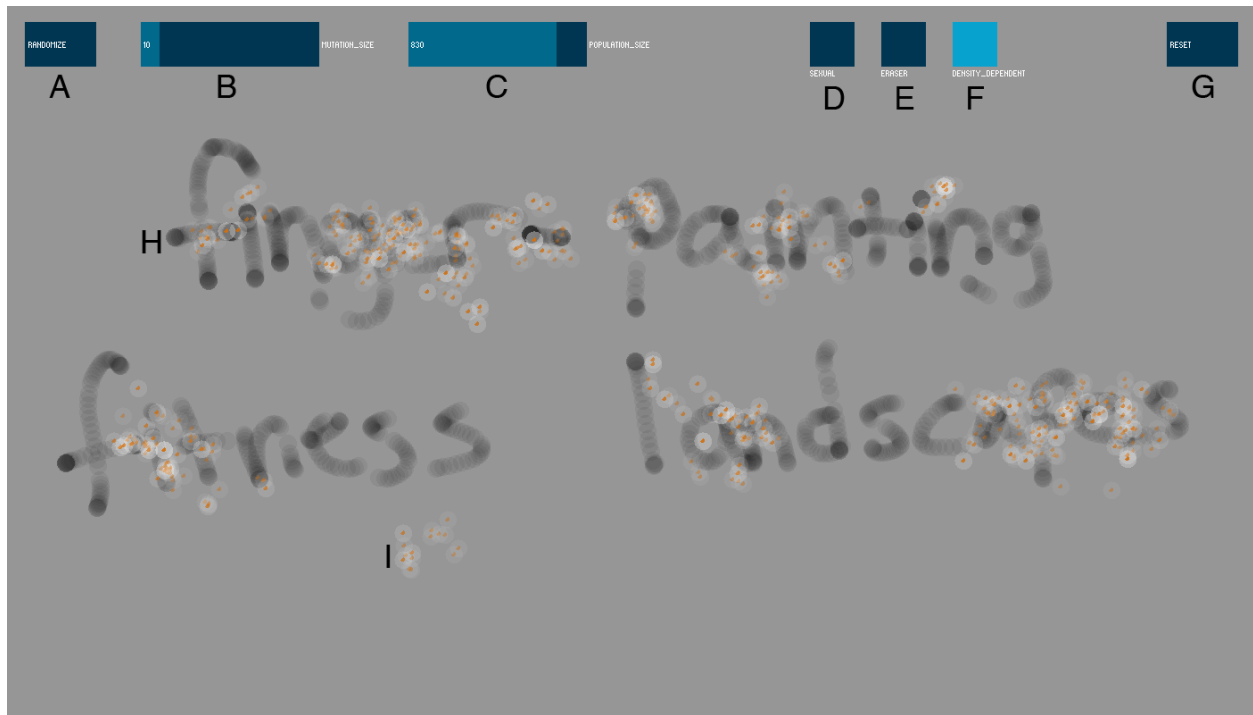 RANDOMIZE 10 MUTATION_SIZE 830 POPULATION_SIZE RESET
SEXUAL ERASER DENSITY_DEPENDENT
A B C D E F G
H finger painting
fitness landscapes
I